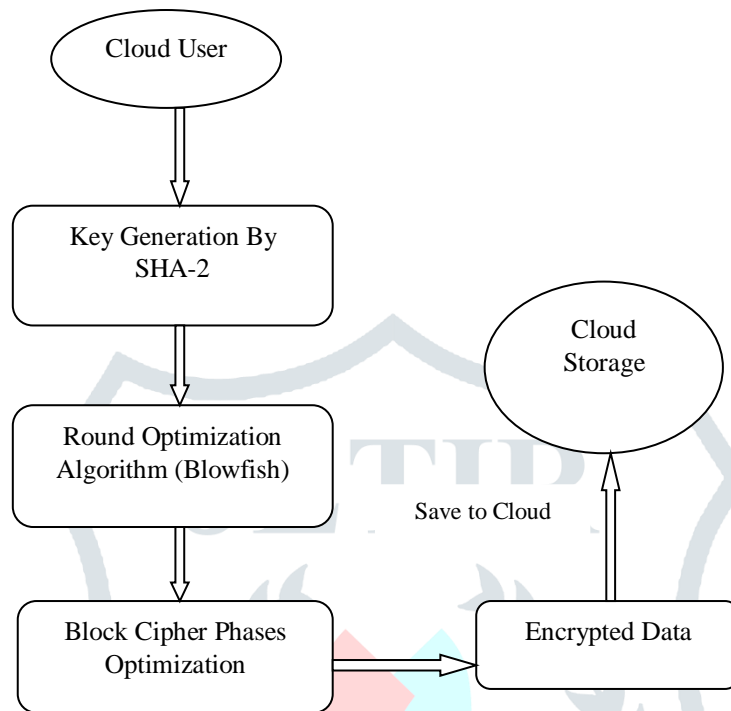 Cloud User
Key Generation By
SHA-2
Round Optimization
Algorithm (Blowfish)
Block Cipher Phases
Optimization
Encrypted Data
Save to Cloud
Cloud
Storage